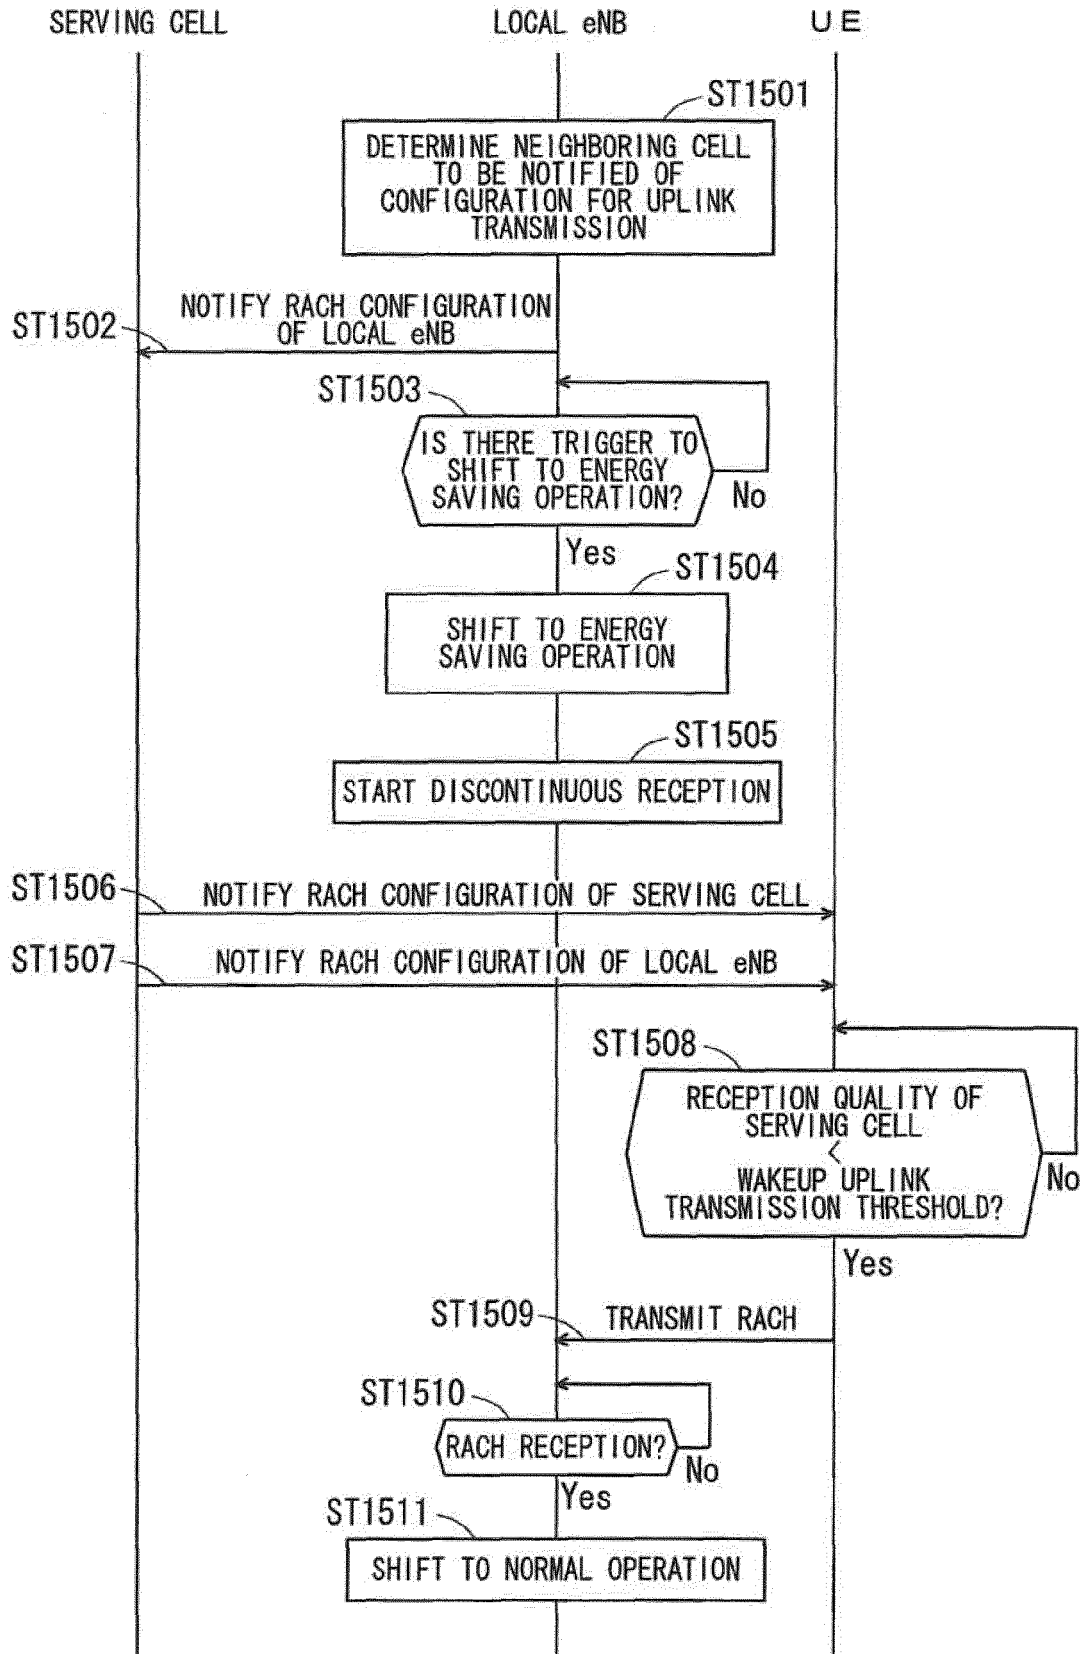 SERVING CELL
LOCAL eNB
UE
ST1501
DETERMINE NEIGHBORING CELL
TO BE NOTIFIED OF
CONFIGURATION FOR UPLINK
TRANSMISSION
NOTIFY RACH CONFIGURATION
OF LOCAL eNB
ST1502
ST1503
IS THERE TRIGGER TO
SHIFT TO ENERGY
SAVING OPERATION?
No
Yes
ST1504
SHIFT TO ENERGY
SAVING OPERATION
ST1505
START DISCONTINUOUS RECEPTION
ST1506
NOTIFY RACH CONFIGURATION OF SERVING CELL
ST1507
NOTIFY RACH CONFIGURATION OF LOCAL eNB
ST1508
RECEPTION QUALITY OF
SERVING CELL
<
WAKEUP UPLINK
TRANSMISSION THRESHOLD?
No
Yes
ST1509
TRANSMIT RACH
ST1510
RACH RECEPTION?
No
Yes
ST1511
SHIFT TO NORMAL OPERATION